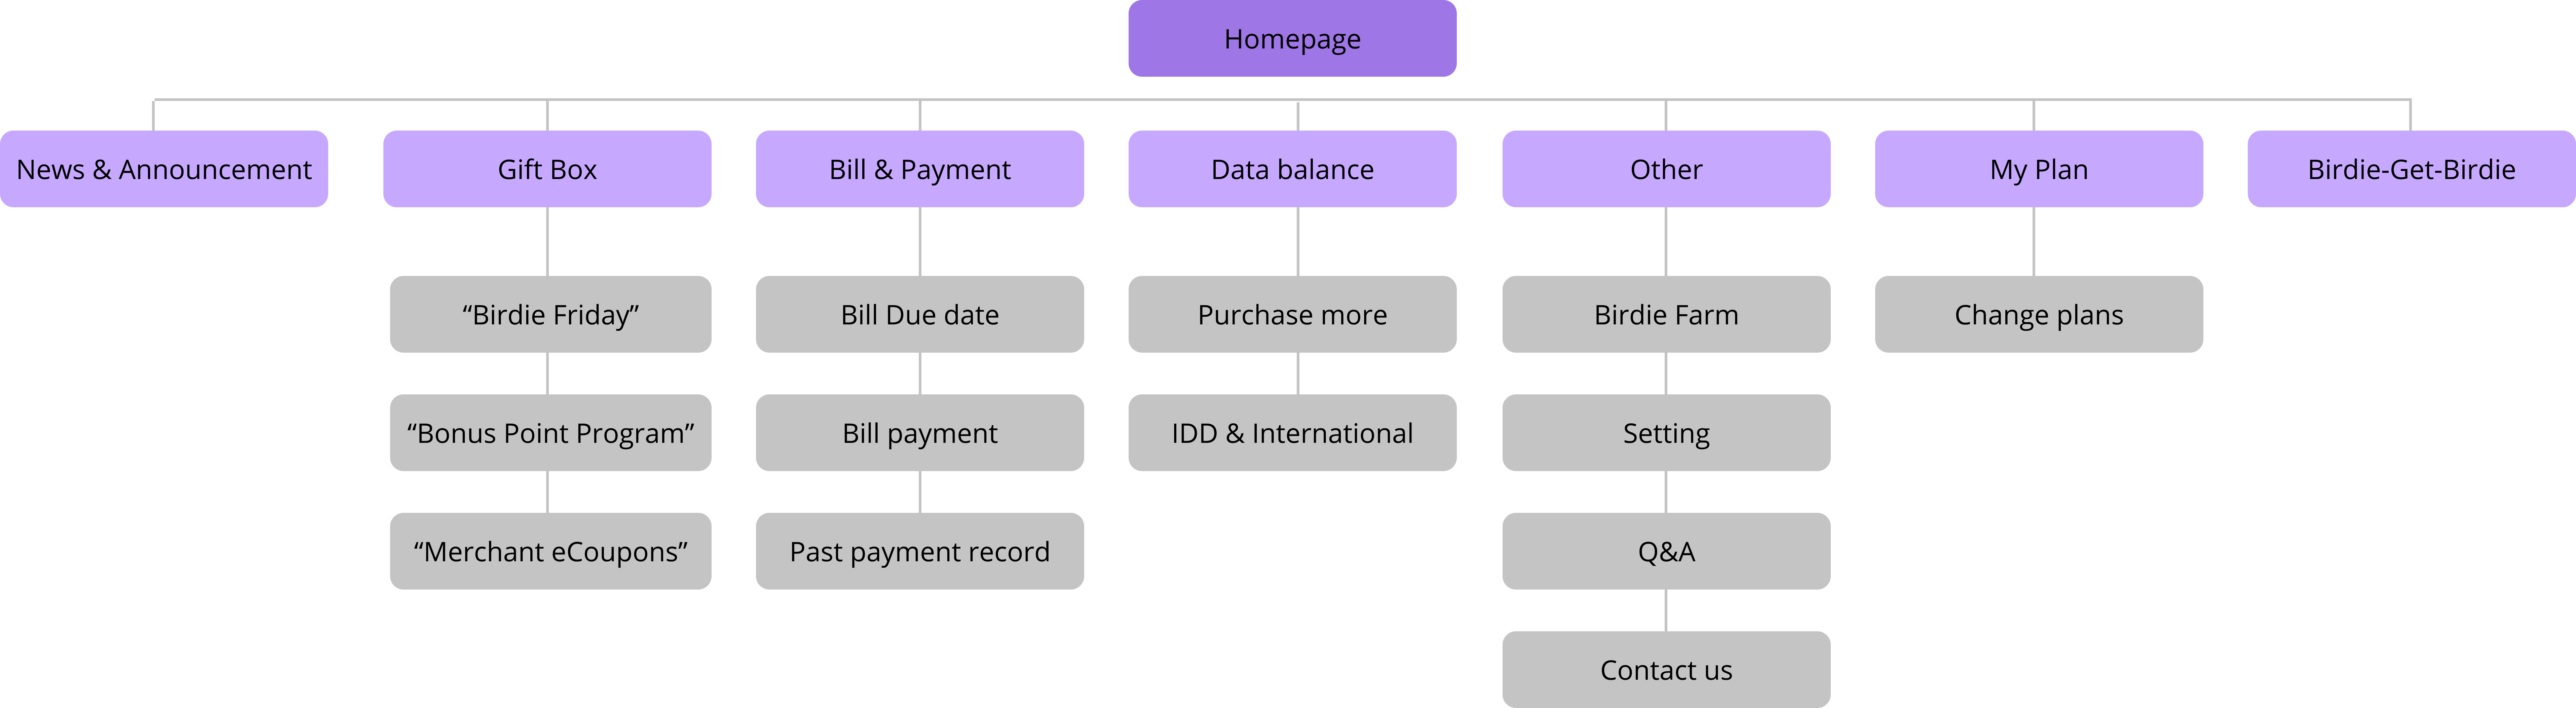 Homepage
News & Announcement
Gift Box
Bill & Payment
Data balance
Other
My Plan
Birdie-Get-Birdie
“Birdie Friday”
Bill Due date
Purchase more
Birdie Farm
Change plans
“Bonus Point Program”
Bill payment
IDD & International
Setting
“Merchant eCoupons”
Past payment record
Q&A
Contact us